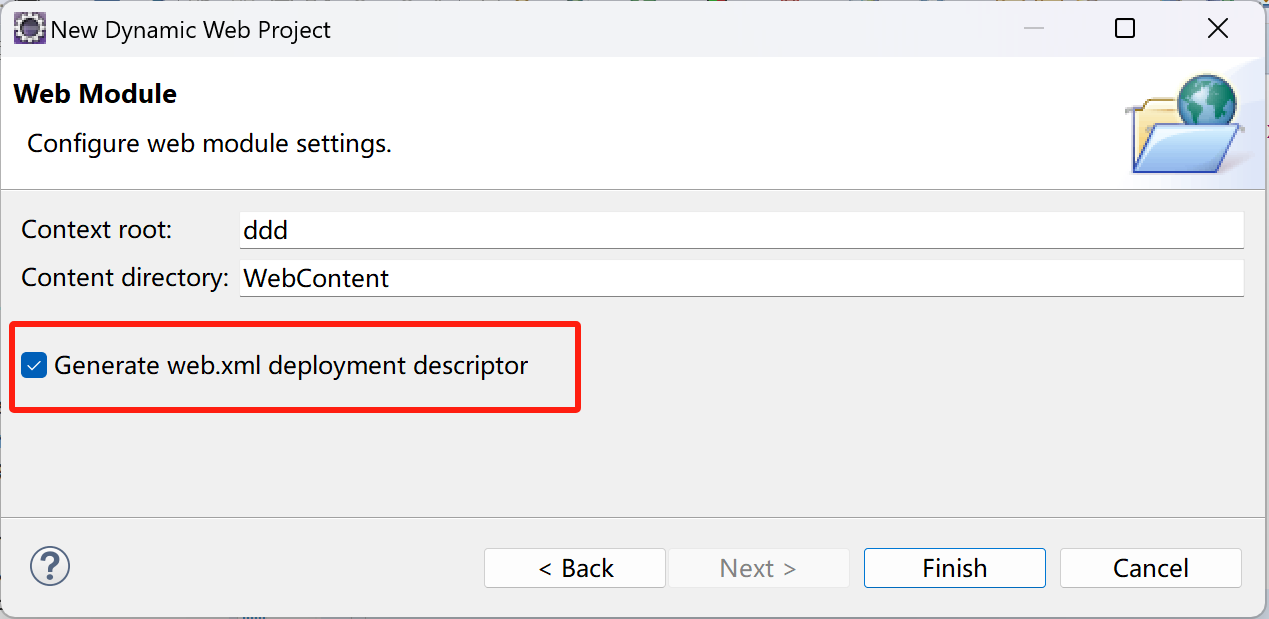 New Dynamic Web Project
Web Module
Configure web module settings.
Context root: ddd
Content directory: WebContent
Generate web.xml deployment descriptor
? < Back Next > Finish Cancel